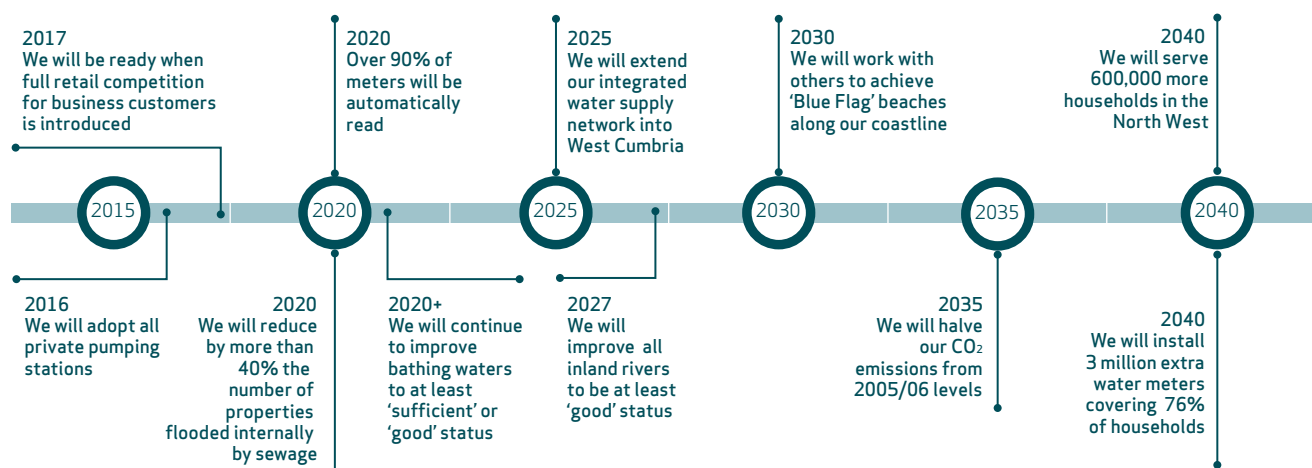 2017
We will be ready when
full retail competition
for business customers
is introduced
2020
Over 90% of
meters will be
automatically
read
2025
We will extend
our integrated
water supply
network into
West Cumbria
2030
We will work with
others to achieve
‘Blue Flag’ beaches
along our coastline
2040
We will serve
600,000 more
households in the
North West
2015
2020
2025
2030
2035
2040
2016
We will adopt all
private pumping
stations
2020
We will reduce
by more than
40% the
number of
properties
flooded internally
by sewage
2020+
We will continue
to improve
bathing waters
to at least
‘sufficient’ or
‘good’ status
2027
We will
improve all
inland rivers
to be at least
‘good’ status
2035
We will halve
our CO₂
emissions from
2005/06 levels
2040
We will install
3 million extra
water meters
covering 76%
of households